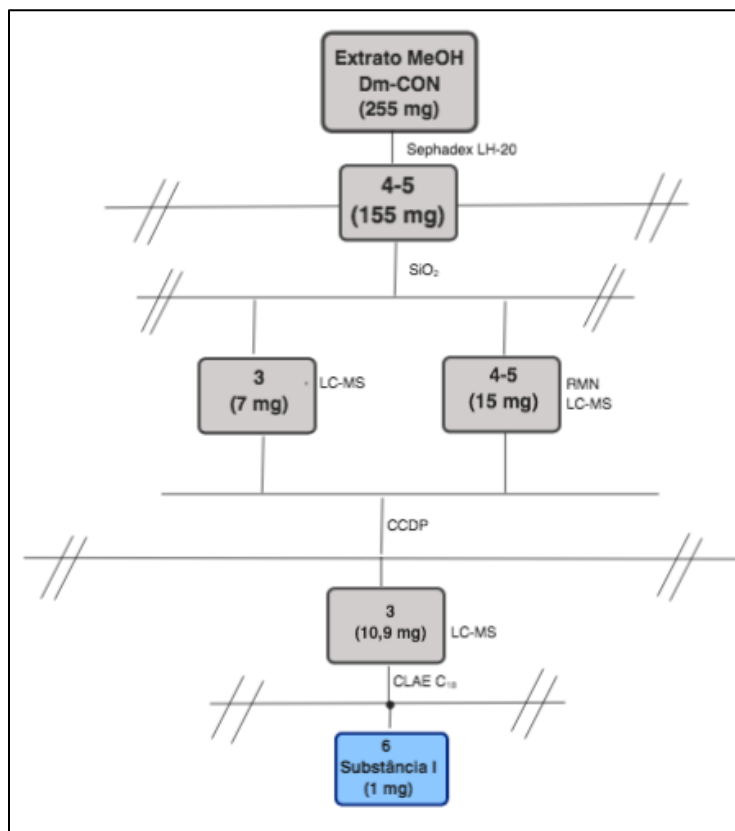 Extrato MeOH
Dm-CON
(255 mg)
Sephadex LH-20
4-5
(155 mg)
SiO₂
3
(7 mg)
LC-MS
4-5
(15 mg)
RMN
LC-MS
CCDP
3
(10,9 mg)
LC-MS
CLAE C₁₈
6
Substância I
(1 mg)